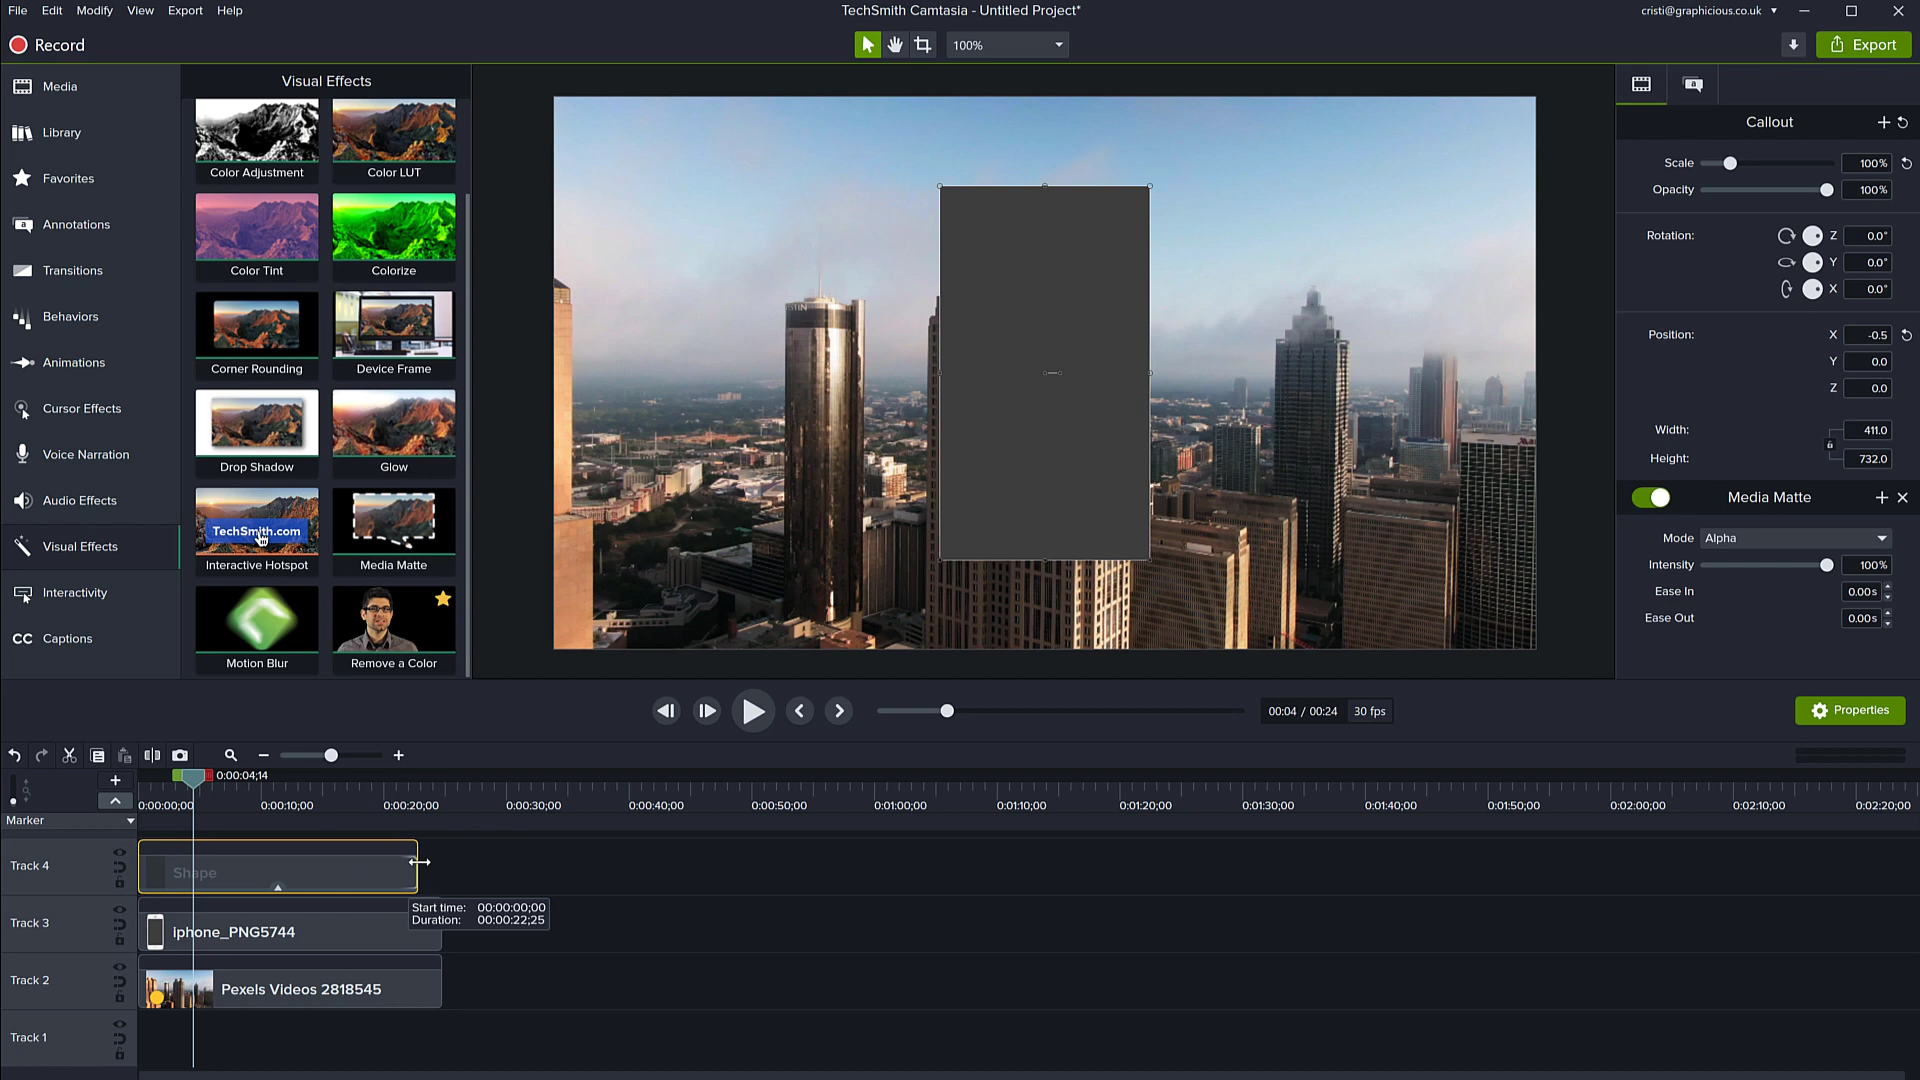 File Edit Modify View Export Help
TechSmith Camtasia - Untitled Project*
cristi@graphicious.co.uk
Record
100%
Export
Media
Library
Favorites
Annotations
Transitions
Behaviors
Animations
Cursor Effects
Voice Narration
Audio Effects
Visual Effects
Interactivity
CC Captions
Visual Effects
Color Adjustment
Color LUT
Color Tint
Colorize
Corner Rounding
Device Frame
Drop Shadow
Glow
TechSmith.com
Interactive Hotspot
Media Matte
Motion Blur
Remove a Color
a
Callout
Scale 100%
Opacity 100%
Rotation: Z 0.0°
Y 0.0°
X 0.0°
Position: X -0.5
Y 0.0
Z 0.0
Width: 411.0
Height: 732.0
Media Matte
Mode Alpha
Intensity 100%
Ease In 0.00s
Ease Out 0.00s
00:04 / 00:24 30 fps
Properties
0:00:04;14
0:00:00;00 0:00:10;00 0:00:20;00 0:00:30;00 0:00:40;00 0:00:50;00 0:01:00;00 0:01:10;00 0:01:20;00 0:01:30;00 0:01:40;00 0:01:50;00 0:02:00;00 0:02:10;00 0:02:20;00
Marker
Track 4
Shape
Start time: 00:00:00;00
Duration: 00:00:22;25
Track 3
iphone_PNG5744
Track 2
Pexels Videos 2818545
Track 1